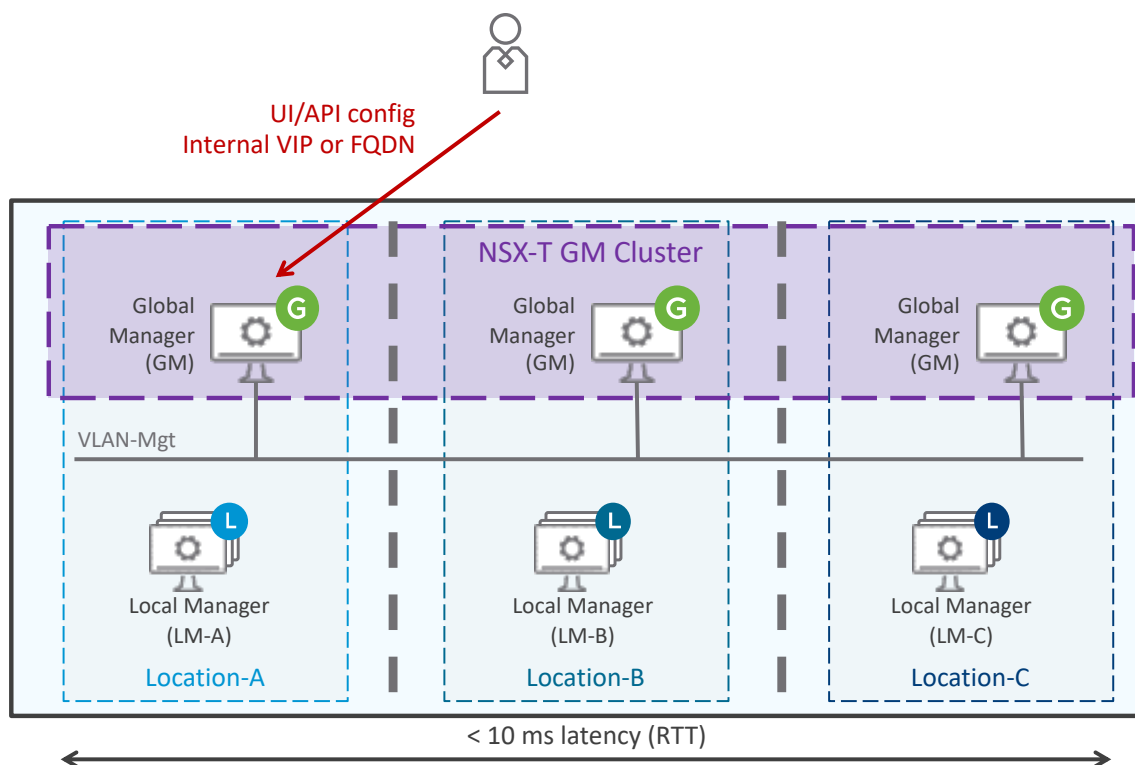 UI/API config
Internal VIP or FQDN
NSX-T GM Cluster
Global
Manager
(GM)
G
Global
Manager
(GM)
G
Global
Manager
(GM)
G
VLAN-Mgt
L
Local Manager
(LM-A)
Location-A
L
Local Manager
(LM-B)
Location-B
L
Local Manager
(LM-C)
Location-C
< 10 ms latency (RTT)